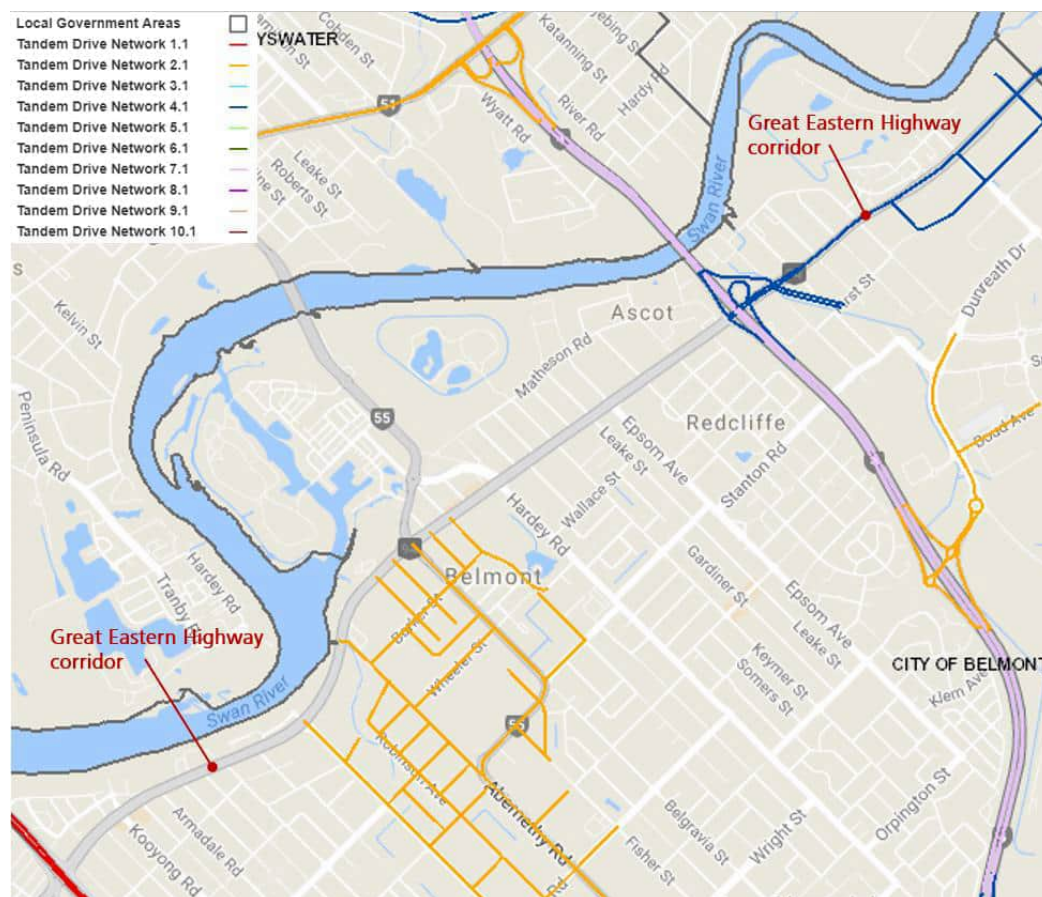 Local Government Areas
Tandem Drive Network 1.1
Tandem Drive Network 2.1
Tandem Drive Network 3.1
Tandem Drive Network 4.1
Tandem Drive Network 5.1
Tandem Drive Network 6.1
Tandem Drive Network 7.1
Tandem Drive Network 8.1
Tandem Drive Network 9.1
Tandem Drive Network 10.1
YSWATER
Cobden St
Katanning St
Hardy Rd
River Rd
Wyatt Rd
51
Leake St
Roberts St
Great Eastern Highway
corridor
Swan River
Dunreath Dr
Kelvin St
Ascot
Matheson Rd
Peninsula Rd
55
Redcliffe
Epsom Ave
Leake St
Stanton Rd
Boud Ave
Wallace St
Hardey Rd
Belmont
Gardiner St
Hardey Rd
Epsom Ave
Leake St
Great Eastern Highway
corridor
Wheeler St
Keymer St
Somers St
CITY OF BELMONT
Klem Ave
Swan River
55
Robinson Ave
Abernethy Rd
Orpington St
Armadale Rd
Kooyong Rd
Belgravia St
Wright St
Fisher St
Rd